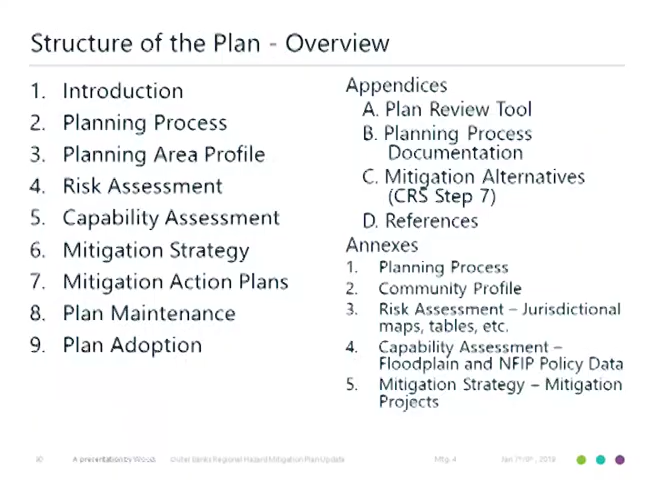 Structure of the Plan - Overview
1. Introduction
2. Planning Process
3. Planning Area Profile
4. Risk Assessment
5. Capability Assessment
6. Mitigation Strategy
7. Mitigation Action Plans
8. Plan Maintenance
9. Plan Adoption
Appendices
A. Plan Review Tool
B. Planning Process
Documentation
C. Mitigation Alternatives
(CRS Step 7)
D. References
Annexes
1. Planning Process
2. Community Profile
3. Risk Assessment – Jurisdictional
maps, tables, etc.
4. Capability Assessment –
Floodplain and NFIP Policy Data
5. Mitigation Strategy – Mitigation
Projects
A presentation by Wood.
Banks Regional Hazard Mitigation Plan Update
Mtg. 4